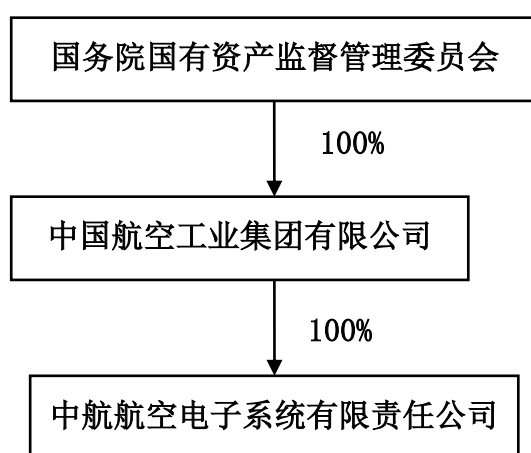 国务院国有资产监督管理委员会
100%
中国航空工业集团有限公司
100%
中航航空电子系统有限责任公司